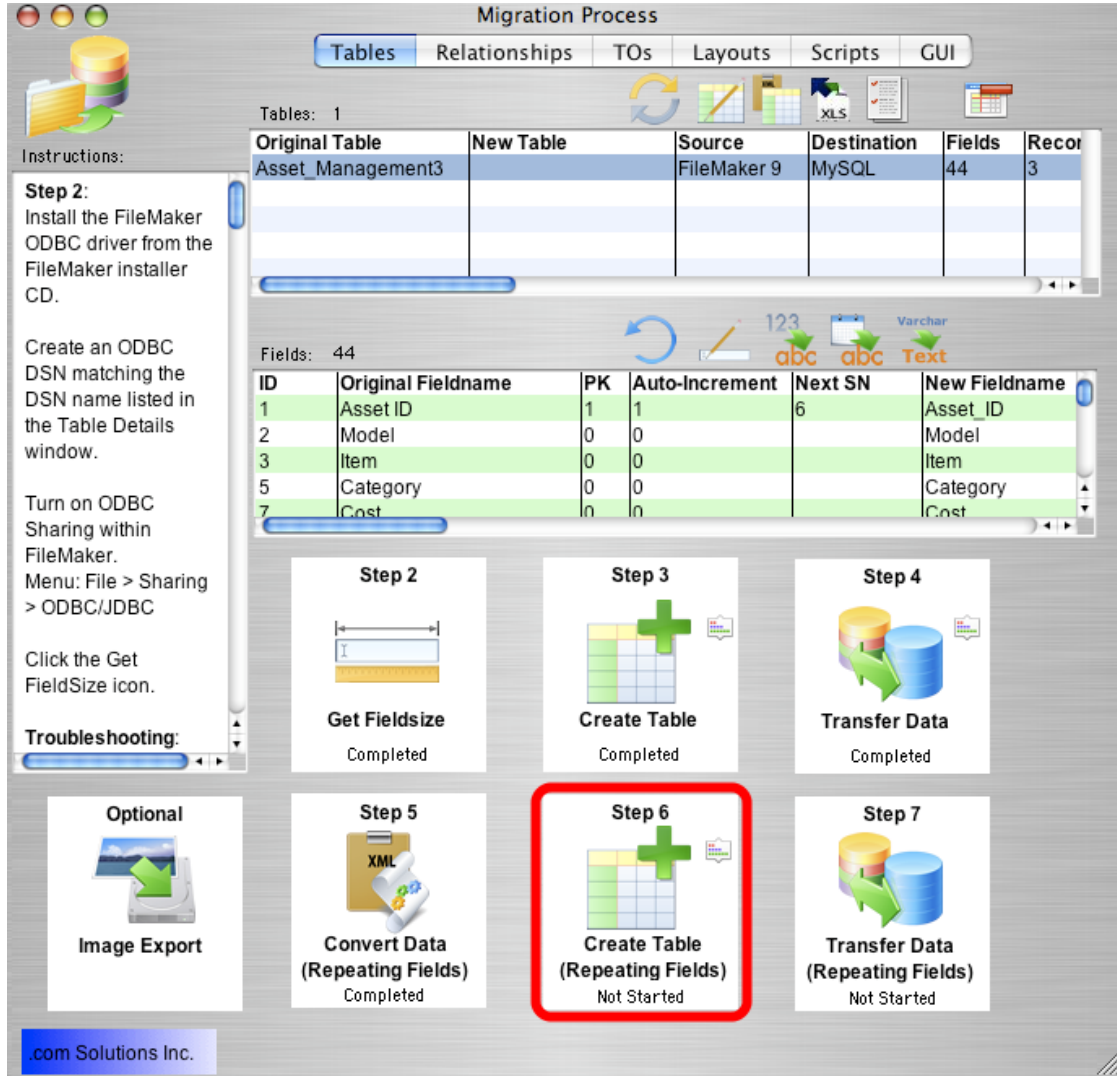 Migration Process
Tables Relationships TOs Layouts Scripts GUI
Tables: 1
XLS
Original Table New Table Source Destination Fields Recor
Asset_Management3 FileMaker 9 MySQL 44 3
Instructions:
Step 2:
Install the FileMaker
ODBC driver from the
FileMaker installer
CD.
Create an ODBC
DSN matching the
DSN name listed in
the Table Details
window.
Turn on ODBC
Sharing within
FileMaker.
Menu: File > Sharing
> ODBC/JDBC
Click the Get
FieldSize icon.
Troubleshooting:
Fields: 44
123 abc
abc
Varchar
Text
ID Original Fieldname PK Auto-Increment Next SN New Fieldname
1 Asset ID 1 1 6 Asset_ID
2 Model 0 0 Model
3 Item 0 0 Item
5 Category 0 0 Category
7 Cost 0 0 Cost
Step 2
Get Fieldsize
Completed
Step 3
Create Table
Completed
Step 4
Transfer Data
Completed
Optional
Image Export
Step 5
XML
Convert Data
(Repeating Fields)
Completed
Step 6
Create Table
(Repeating Fields)
Not Started
Step 7
Transfer Data
(Repeating Fields)
Not Started
.com Solutions Inc.